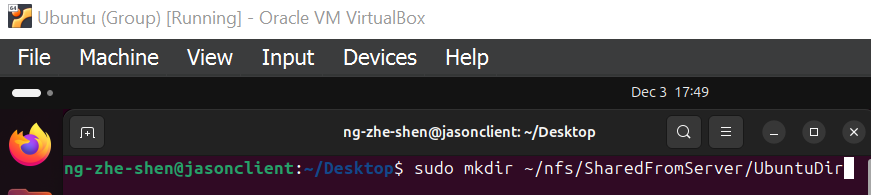 Ubuntu (Group) [Running] - Oracle VM VirtualBox
File Machine View Input Devices Help
Dec 3 17:49
ng-zhe-shen@jasonclient: ~/Desktop
ng-zhe-shen@jasonclient:~/Desktop$ sudo mkdir ~/nfs/SharedFromServer/UbuntuDir